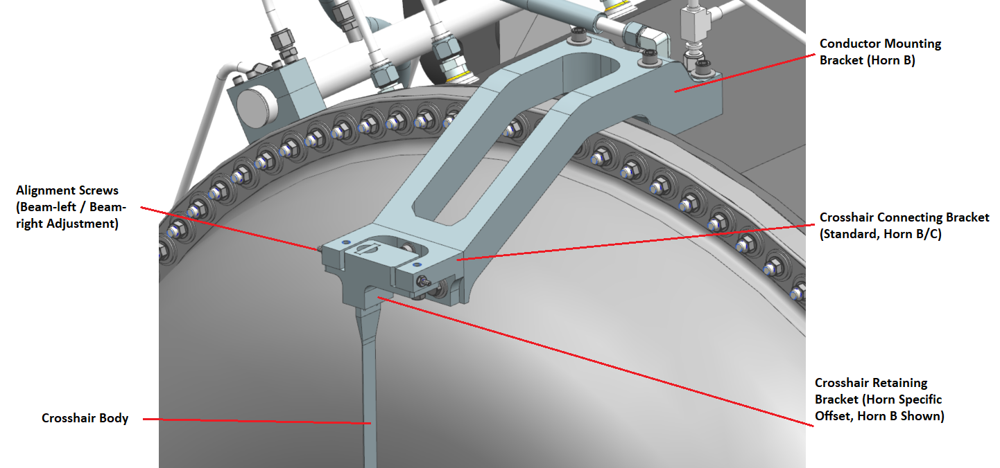 Conductor Mounting
Bracket (Horn B)
Alignment Screws
(Beam-left / Beam-
right Adjustment)
Crosshair Connecting Bracket
(Standard, Horn B/C)
Crosshair Retaining
Bracket (Horn Specific
Offset, Horn B Shown)
Crosshair Body